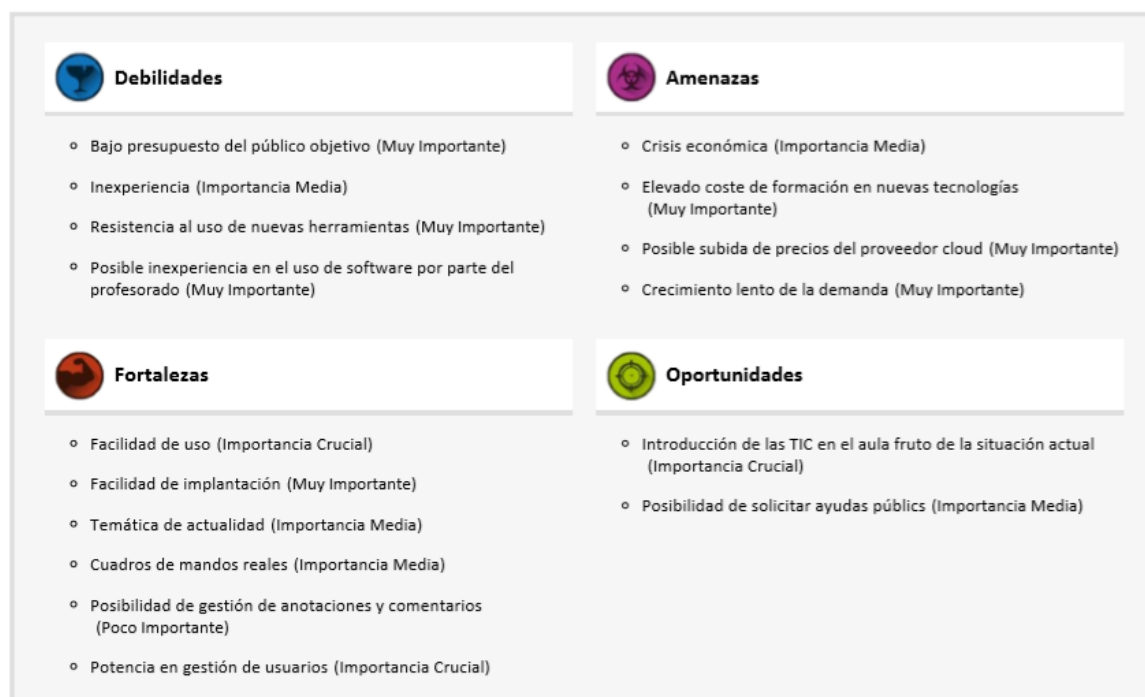 Debilidades
Bajo presupuesto del público objetivo (Muy Importante)
Inexperiencia (Importancia Media)
Resistencia al uso de nuevas herramientas (Muy Importante)
Posible inexperiencia en el uso de software por parte del
profesorado (Muy Importante)
Amenazas
Crisis económica (Importancia Media)
Elevado coste de formación en nuevas tecnologías
(Muy Importante)
Posible subida de precios del proveedor cloud (Muy Importante)
Crecimiento lento de la demanda (Muy Importante)
Fortalezas
Facilidad de uso (Importancia Crucial)
Facilidad de implantación (Muy Importante)
Temática de actualidad (Importancia Media)
Cuadros de mandos reales (Importancia Media)
Posibilidad de gestión de anotaciones y comentarios
(Poco Importante)
Potencia en gestión de usuarios (Importancia Crucial)
Oportunidades
Introducción de las TIC en el aula fruto de la situación actual
(Importancia Crucial)
Posibilidad de solicitar ayudas públics (Importancia Media)